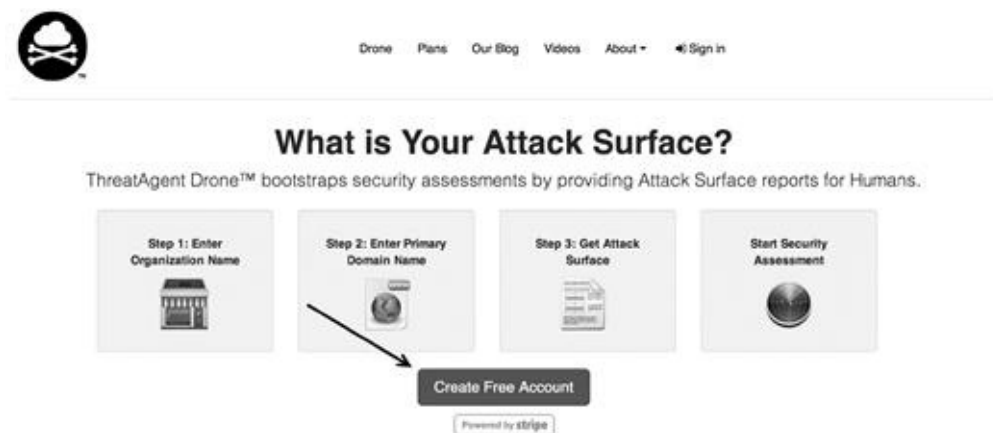 TM
Drone Plans Our Blog Videos About Sign in
What is Your Attack Surface?
ThreatAgent Drone™ bootstraps security assessments by providing Attack Surface reports for Humans.
Step 1: Enter
Organization Name
Step 2: Enter Primary
Domain Name
Step 3: Get Attack
Surface
Start Security
Assessment
Create Free Account
Powered by stripe